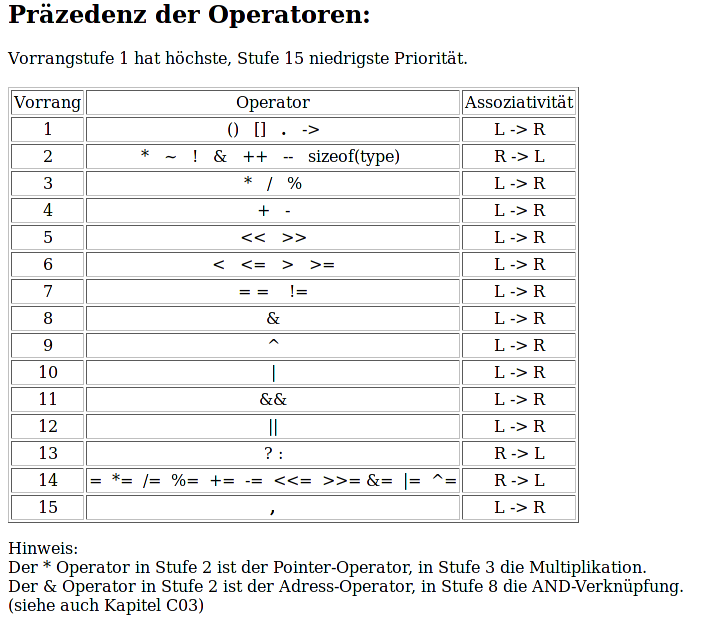 Präzedenz der Operatoren:
Vorrangstufe 1 hat höchste, Stufe 15 niedrigste Priorität.
Vorrang Operator Assoziativität
1 () [] . -> L -> R
2 * ~ ! & ++ -- sizeof(type) R -> L
3 * / % L -> R
4 + - L -> R
5 << >> L -> R
6 < <= > >= L -> R
7 = = != L -> R
8 & L -> R
9 ^ L -> R
10 | L -> R
11 && L -> R
12 || L -> R
13 ? : R -> L
14 = *= /= %= += -= <<= >>= &= |= ^= R -> L
15 , L -> R
Hinweis:
Der * Operator in Stufe 2 ist der Pointer-Operator, in Stufe 3 die Multiplikation.
Der & Operator in Stufe 2 ist der Adress-Operator, in Stufe 8 die AND-Verknüpfung.
(siehe auch Kapitel C03)